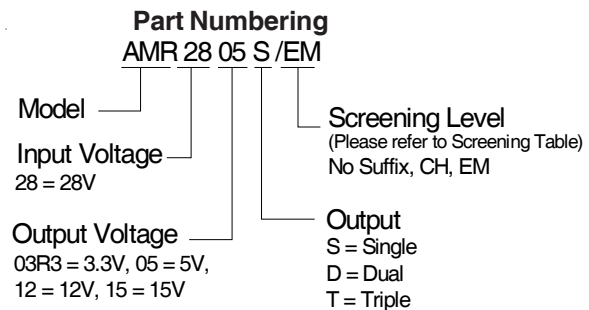 Part Numbering
AMR 28 05 S /EM
Model
Input Voltage
28 = 28V
Output Voltage
03R3 = 3.3V, 05 = 5V,
12 = 12V, 15 = 15V
Screening Level
(Please refer to Screening Table)
No Suffix, CH, EM
Output
S = Single
D = Dual
T = Triple